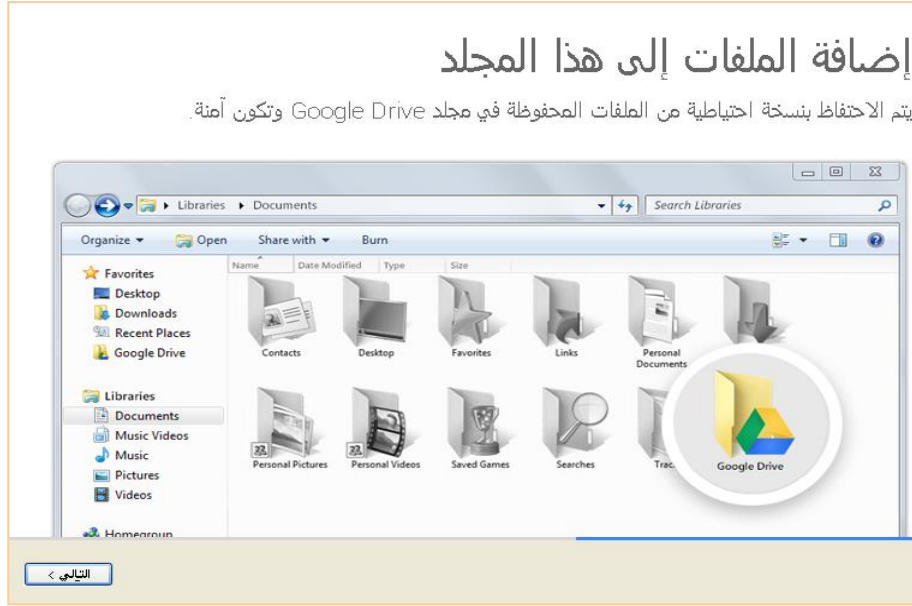 إضافة الملفات إلى هذا المجلد
يتم الاحتفاظ بنسخة احتياطية من الملفات المحفوظة في مجلد Google Drive وتكون آمنة.
Libraries Documents Search Libraries
Organize Open Share with Burn
Name Date Modified Type Size
Favorites
Desktop
Downloads
Recent Places
Google Drive
Libraries
Documents
Music Videos
Music
Pictures
Videos
Homegroup
Contacts Desktop Favorites Links Personal Documents
Personal Pictures Personal Videos Saved Games Searches Trac Google Drive
التالي >